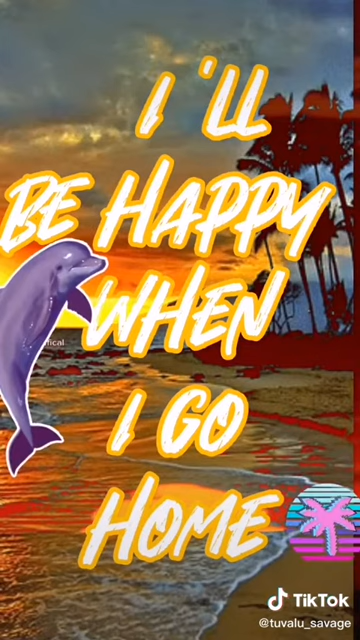 I 'LL
BE HAPPY
WHEN
I GO
HOME
TikTok
@tuvalu_savage